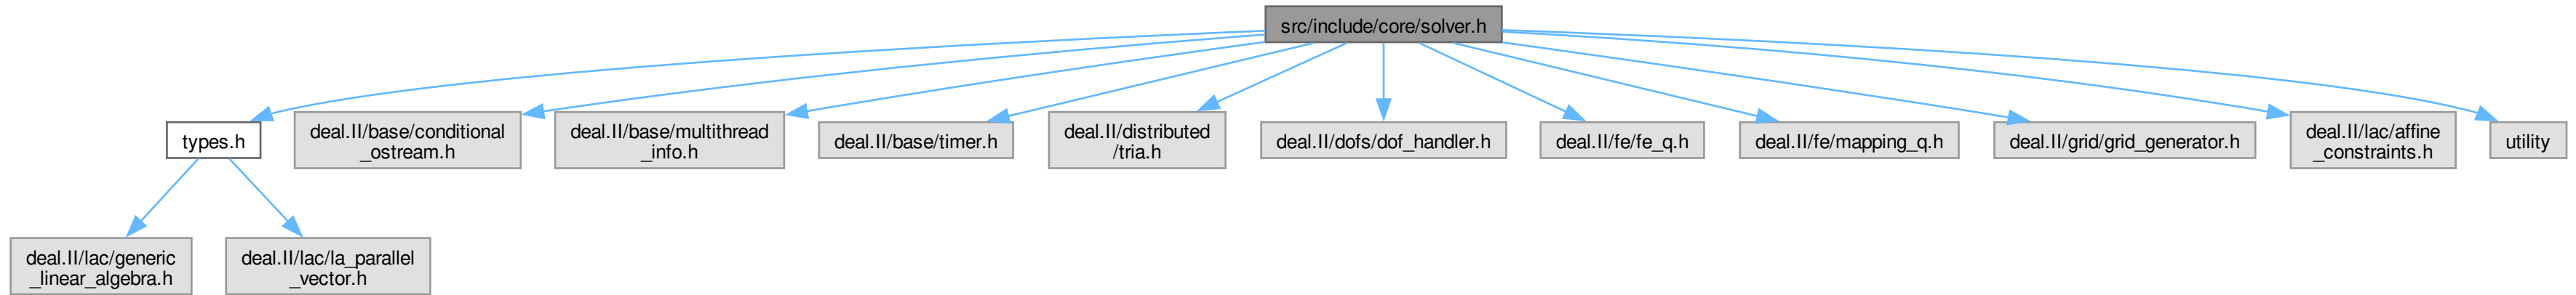 src/include/core/solver.h
types.h
deal.II/base/conditional
_ostream.h
deal.II/base/multithread
_info.h
deal.II/base/timer.h
deal.II/distributed
/tria.h
deal.II/dofs/dof_handler.h
deal.II/fe/fe_q.h
deal.II/fe/mapping_q.h
deal.II/grid/grid_generator.h
deal.II/lac/affine
_constraints.h
utility
deal.II/lac/generic
_linear_algebra.h
deal.II/lac/la_parallel
_vector.h